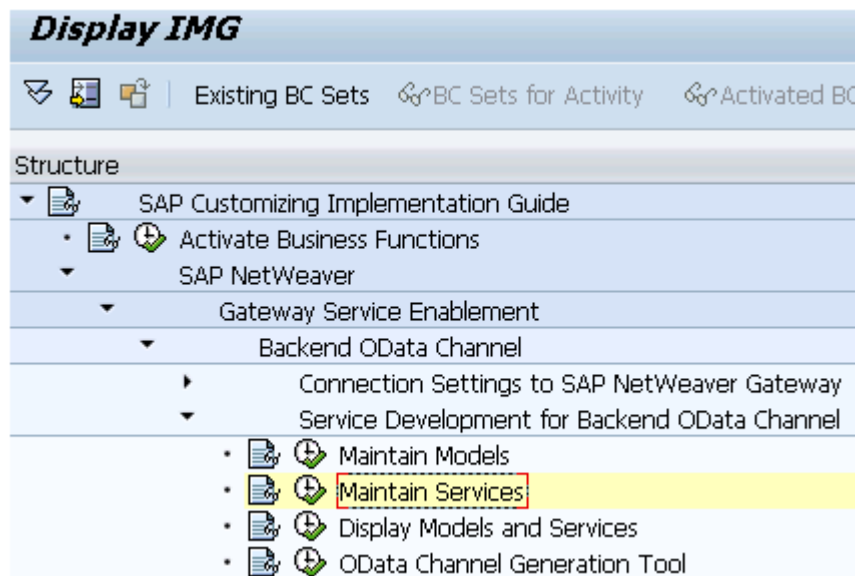 Display IMG
Existing BC Sets BC Sets for Activity Activated BC
Structure
SAP Customizing Implementation Guide
Activate Business Functions
SAP NetWeaver
Gateway Service Enablement
Backend OData Channel
Connection Settings to SAP NetWeaver Gateway
Service Development for Backend OData Channel
Maintain Models
Maintain Services
Display Models and Services
OData Channel Generation Tool